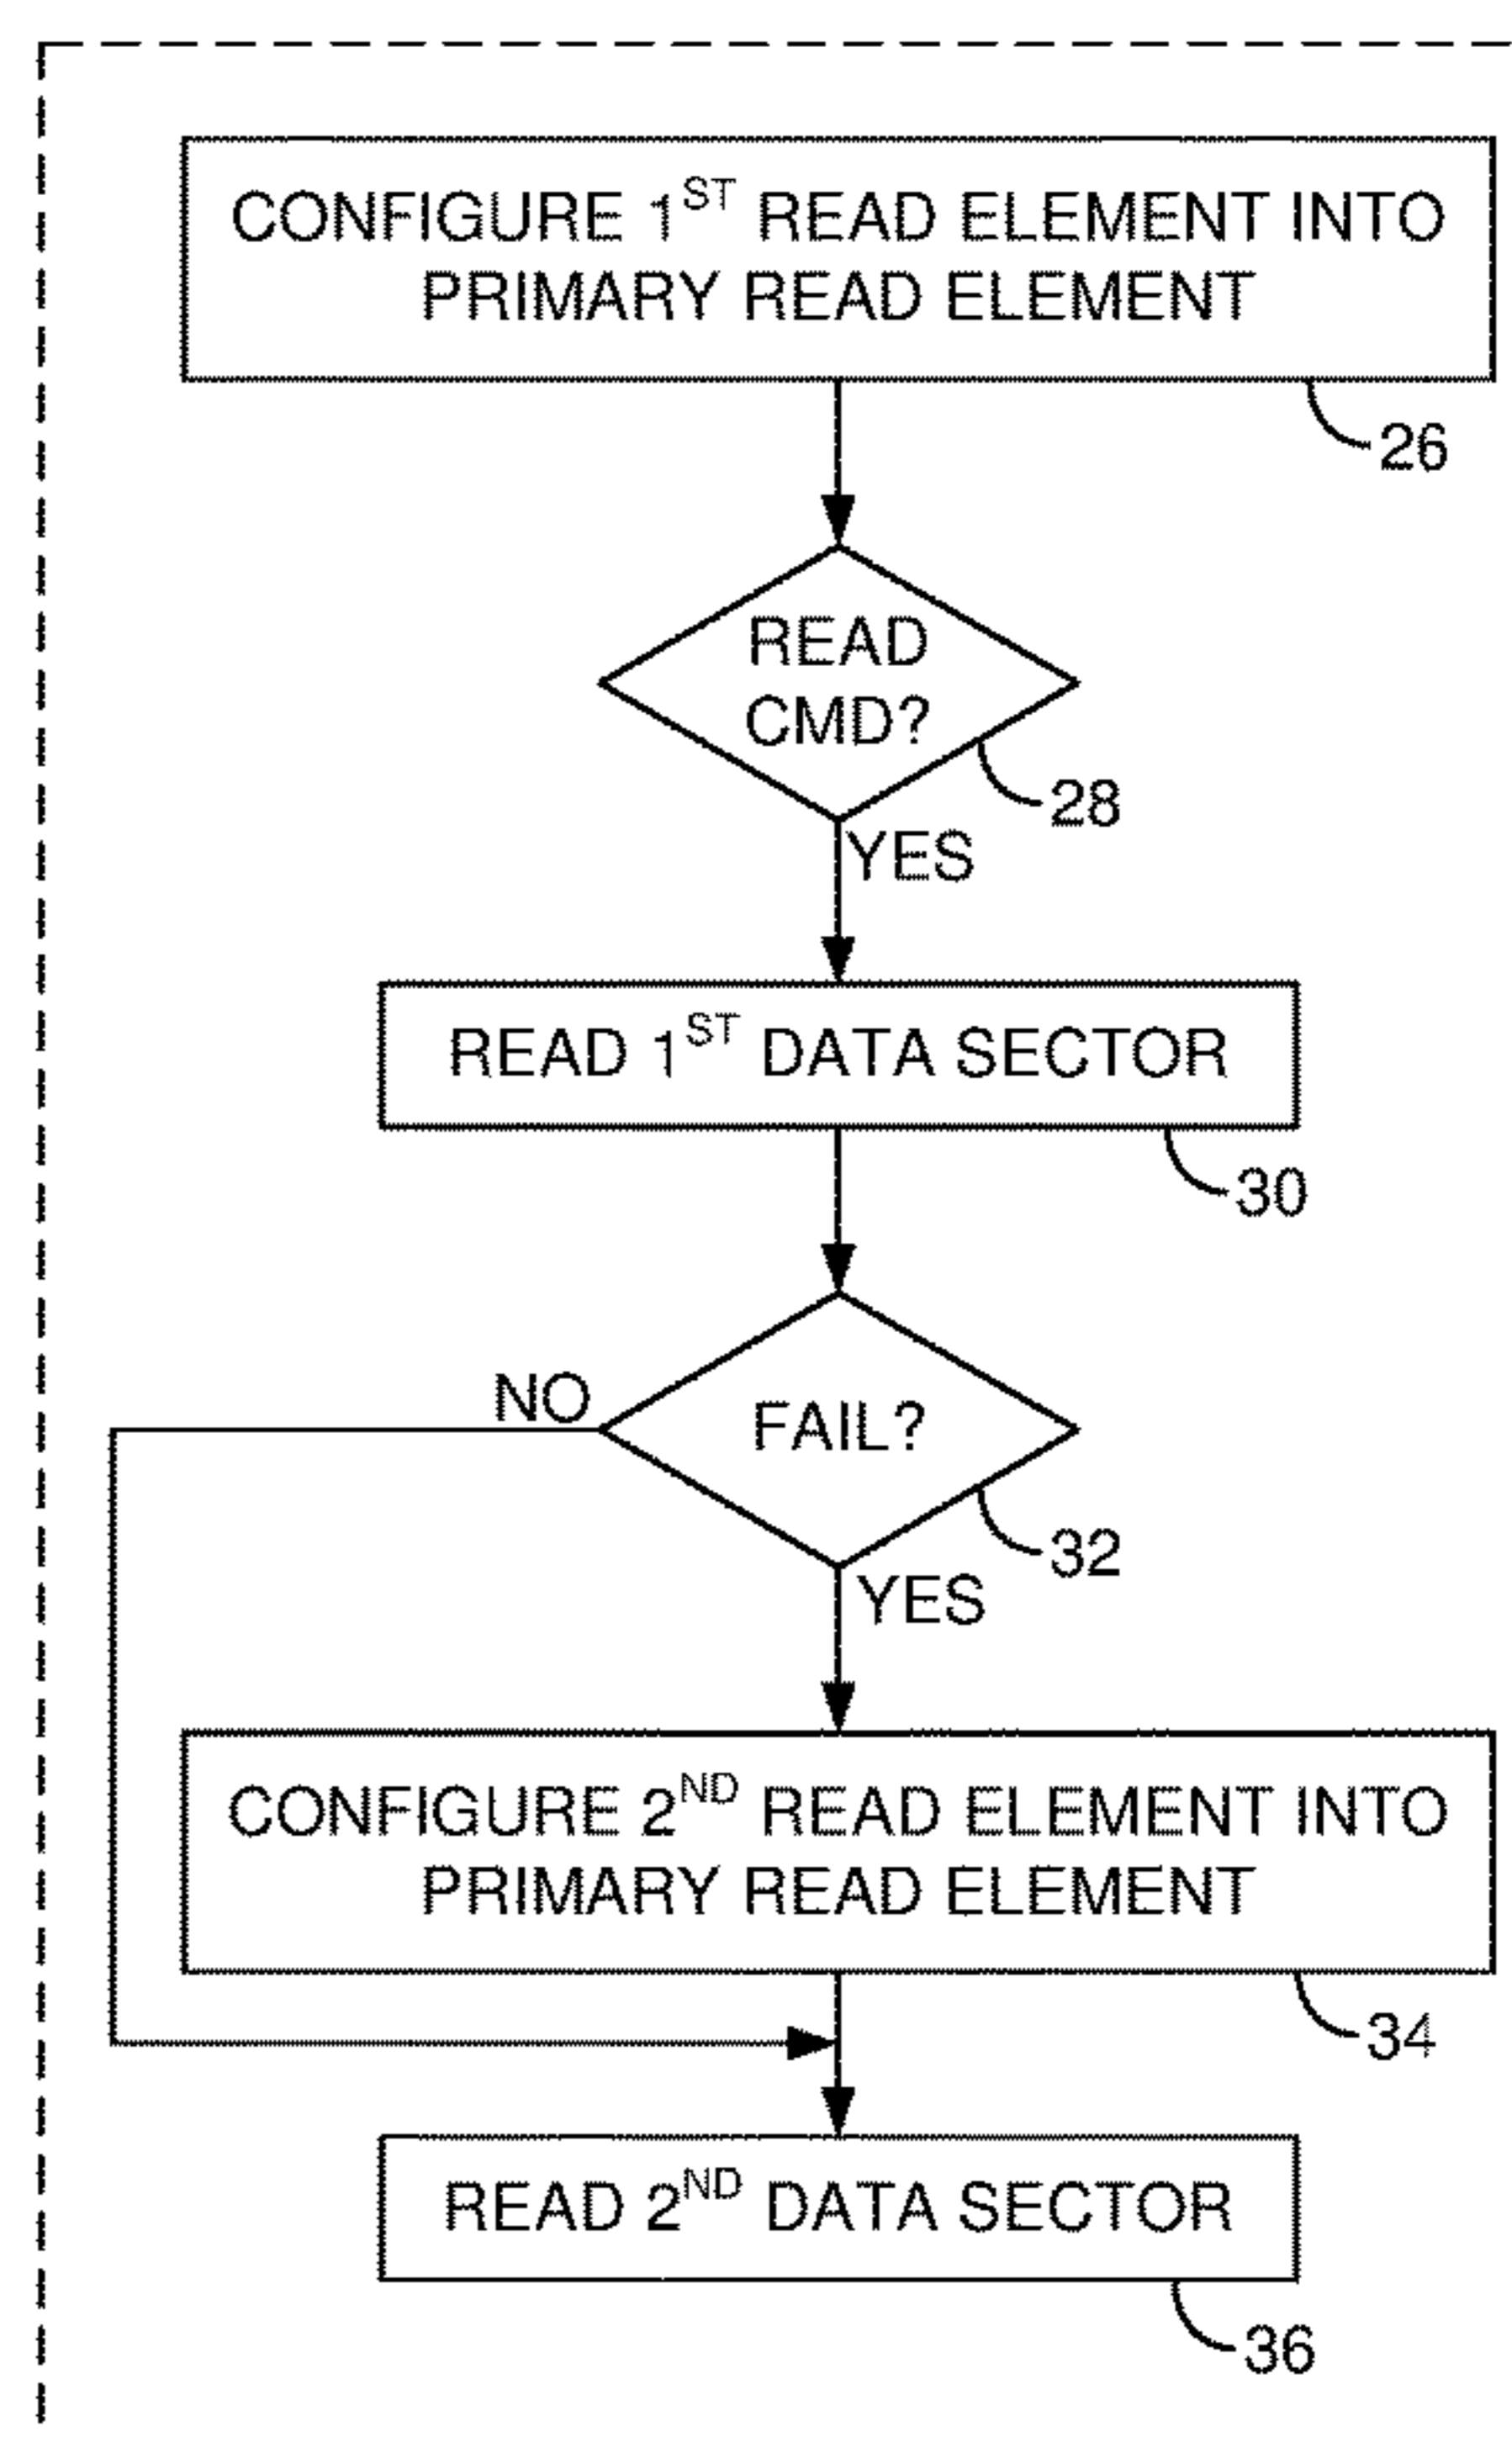 CONFIGURE 1ST READ ELEMENT INTO
PRIMARY READ ELEMENT
26
READ
CMD?
28
YES
READ 1ST DATA SECTOR
30
NO
FAIL?
32
YES
CONFIGURE 2ND READ ELEMENT INTO
PRIMARY READ ELEMENT
34
READ 2ND DATA SECTOR
36